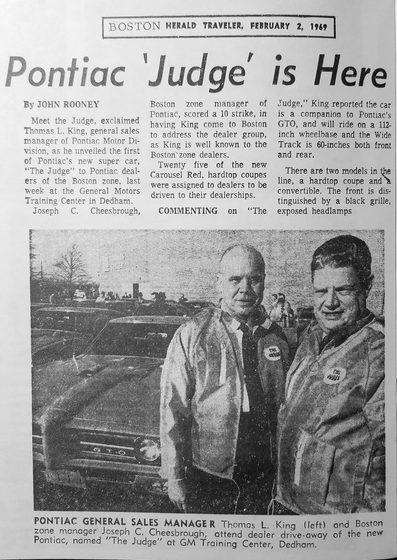 BOSTON HERALD TRAVELER, FEBRUARY 2, 1969
Pontiac 'Judge' is Here
By JOHN ROONEY
Meet the Judge, exclaimed
Thomas L. King, general sales
manager of Pontiac Motor Di-
vision, as he unveiled the first
of Pontiac's new super car,
"The Judge" to Pontiac deal-
ers of the Boston zone, last
week at the General Motors
Training Center in Dedham.
Joseph C. Cheesbrough,
Boston zone manager of
Pontiac, scored a 10 strike, in
having King come to Boston
to address the dealer group,
as King is well known to the
Boston zone dealers.
Twenty five of the new
Carousel Red, hardtop coupes
were assigned to dealers to be
driven to their dealerships.
COMMENTING on "The
Judge," King reported the car
is a companion to Pontiac's
GTO, and will ride on a 112-
inch wheelbase and the Wide
Track is 60-inches both front
and rear.
There are two models in the
line, a hardtop coupe and
convertible. The front is dis-
tinguished by a black grille,
exposed headlamps
GTO
THE
JUDGE
THE
JUDGE
PONTIAC GENERAL SALES MANAGER Thomas L. King (left) and Boston
zone manager Joseph C. Cheesbrough, attend dealer drive-away of the new
Pontiac, named "The Judge" at GM Training Center, Dedham.